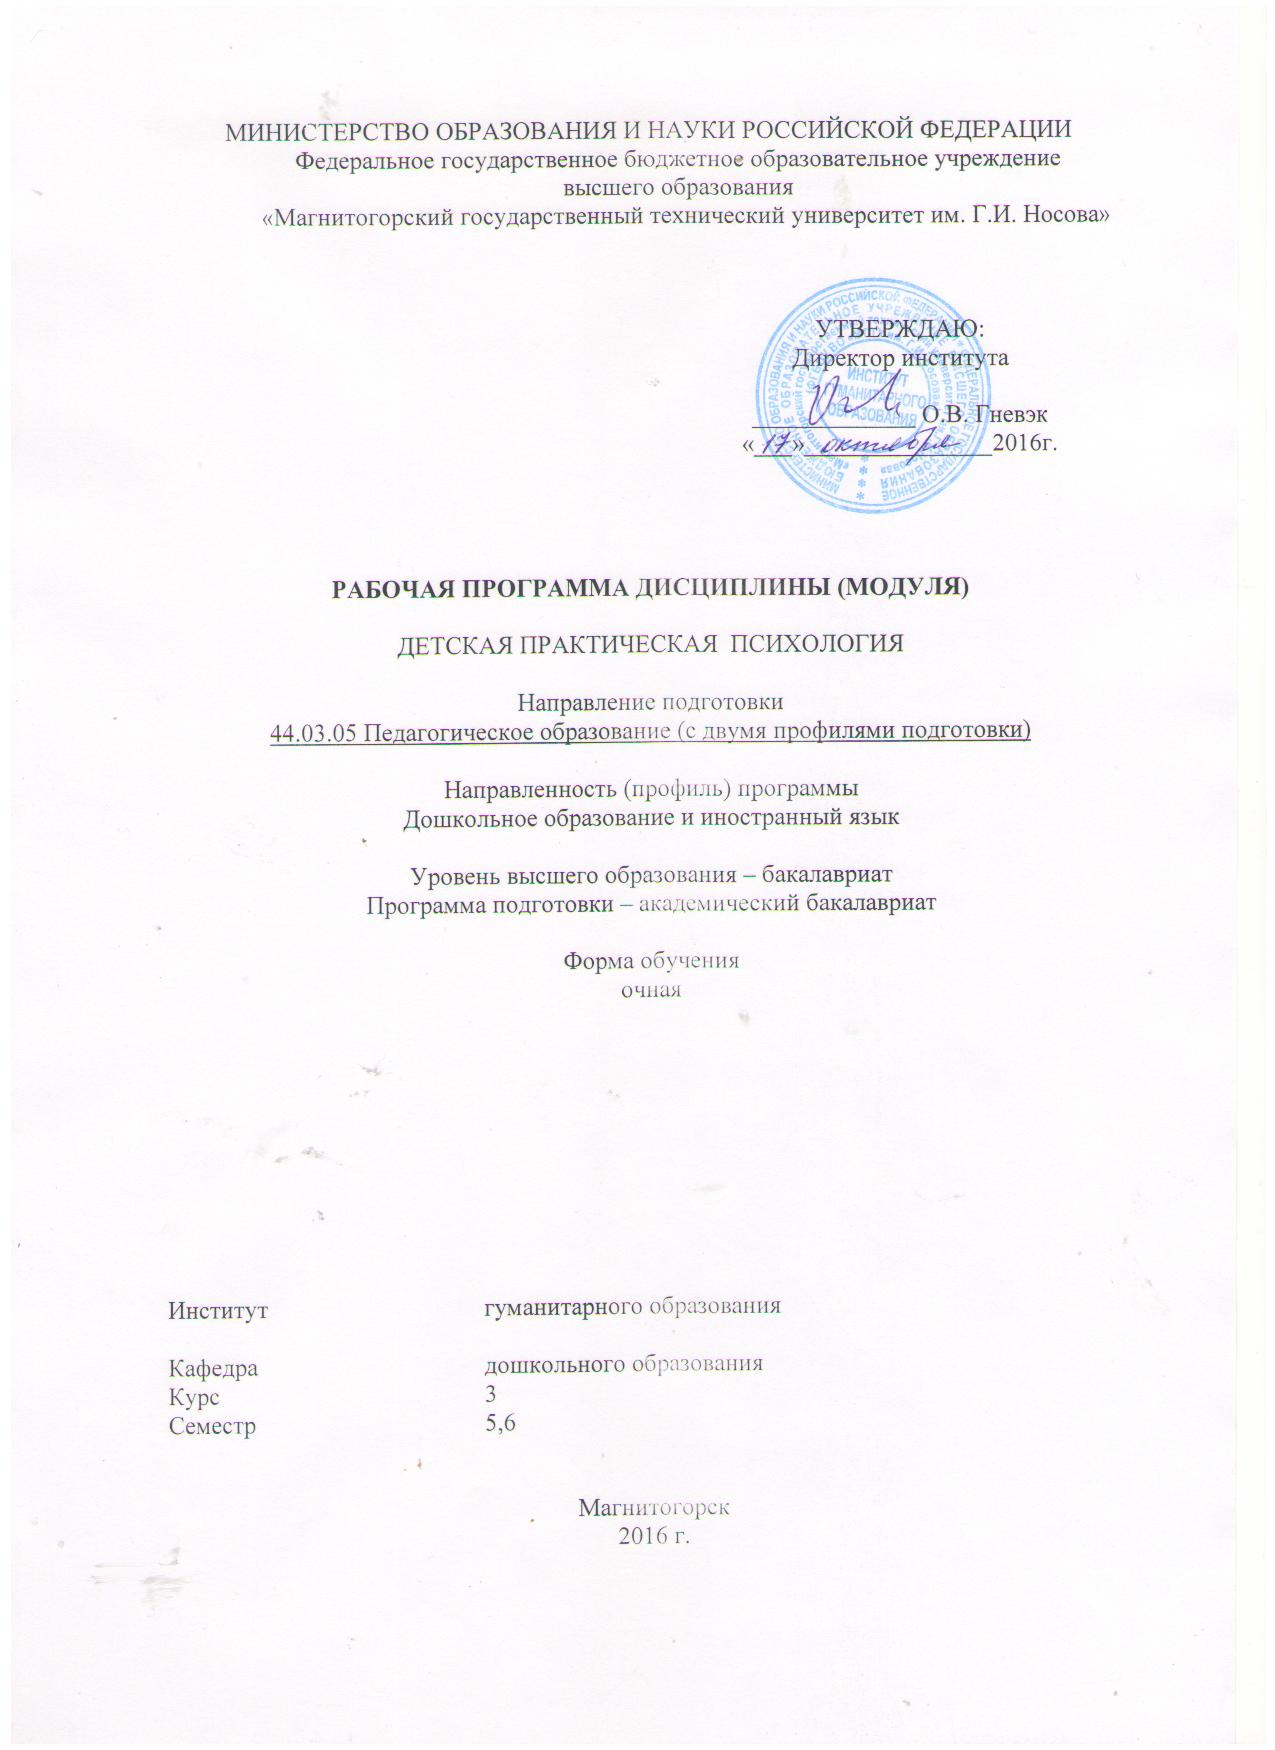 МИНИСТЕРСТВО ОБРАЗОВАНИЯ И НАУКИ РОССИЙСКОЙ ФЕДЕРАЦИИ
Федеральное государственное бюджетное образовательное учреждение
высшего образования
«Магнитогорский государственный технический университет им. Г.И. Носова»
УТВЕРЖДАЮ:
Директор института
ИНСТИТУТ
ГУМАНИТАРНОГО
ОБРАЗОВАНИЯ
О.В. Гневэк
« 17 » октября 2016г.
РАБОЧАЯ ПРОГРАММА ДИСЦИПЛИНЫ (МОДУЛЯ)
ДЕТСКАЯ ПРАКТИЧЕСКАЯ ПСИХОЛОГИЯ
Направление подготовки
44.03.05 Педагогическое образование (с двумя профилями подготовки)
Направленность (профиль) программы
Дошкольное образование и иностранный язык
Уровень высшего образования – бакалавриат
Программа подготовки – академический бакалавриат
Форма обучения
очная
Институт гуманитарного образования
Кафедра дошкольного образования
Курс 3
Семестр 5,6
Магнитогорск
2016 г.